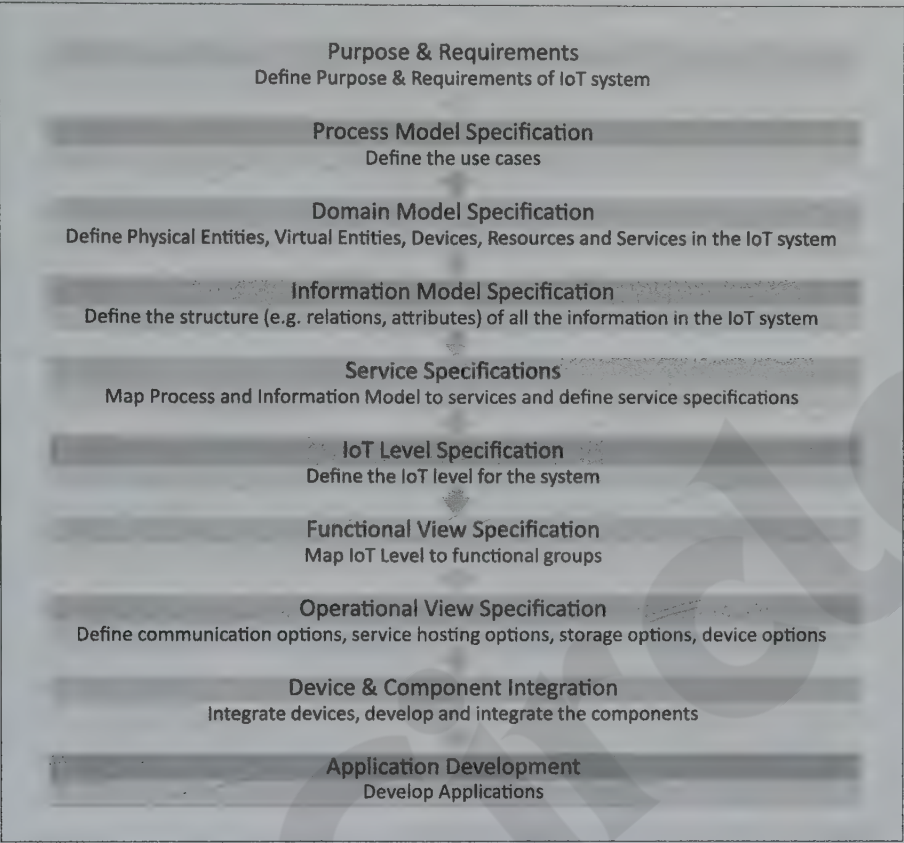 Purpose & Requirements
Define Purpose & Requirements of IoT system
Process Model Specification
Define the use cases
Domain Model Specification
Define Physical Entities, Virtual Entities, Devices, Resources and Services in the IoT system
Information Model Specification
Define the structure (e.g. relations, attributes) of all the information in the IoT system
Service Specifications
Map Process and Information Model to services and define service specifications
IoT Level Specification
Define the IoT level for the system
Functional View Specification
Map IoT Level to functional groups
Operational View Specification
Define communication options, service hosting options, storage options, device options
Device & Component Integration
Integrate devices, develop and integrate the components
Application Development
Develop Applications